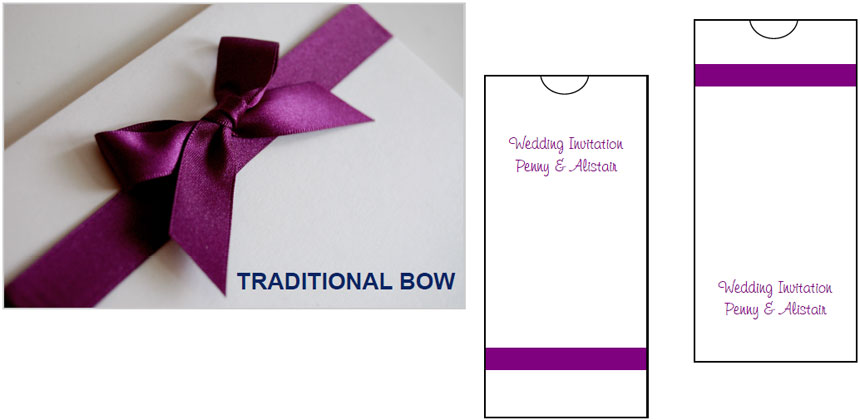 TRADITIONAL BOW
Wedding Invitation
Penny & Alistair
Wedding Invitation
Penny & Alistair